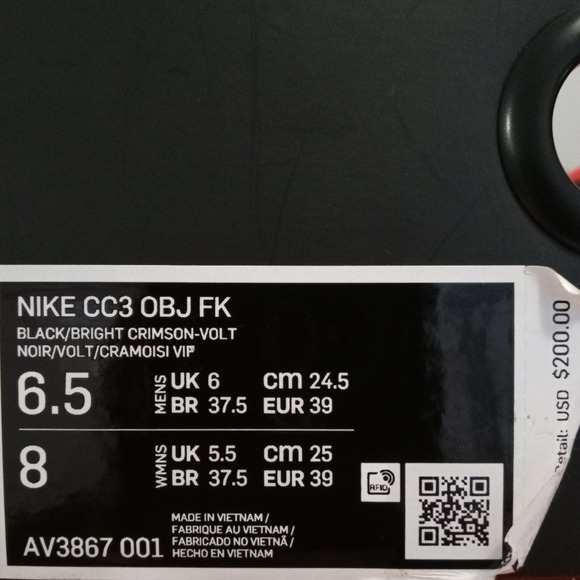 NIKE CC3 OBJ FK
BLACK/BRIGHT CRIMSON-VOLT
NOIR/VOLT/CRAMOISI VIF
6.5 MENS UK 6 cm 24.5
BR 37.5 EUR 39
8 WMNS UK 5.5 cm 25
BR 37.5 EUR 39
RFID
AV3867 001
MADE IN VIETNAM /
FABRIQUE AU VIETNAM /
FABRICADO NO VIETNÃ /
HECHO EN VIETNAM
etail: USD $200.00